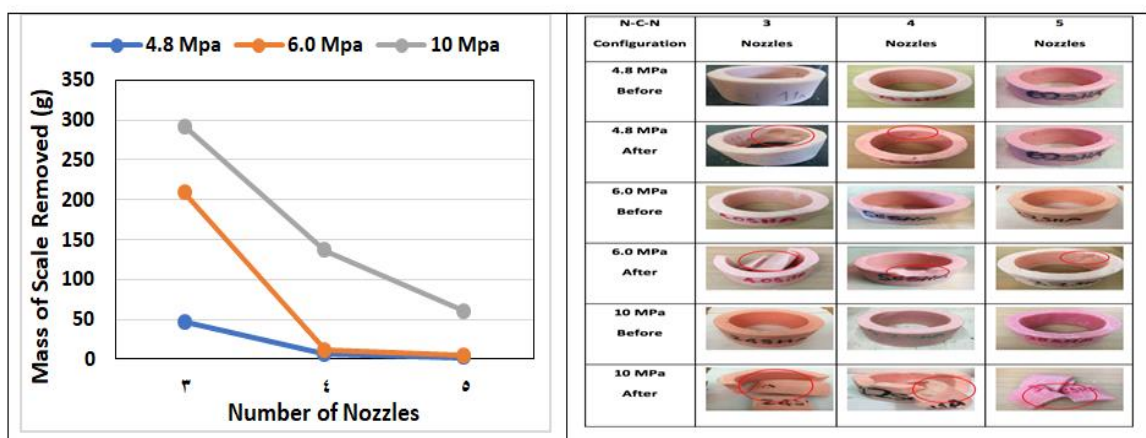 4.8 Mpa 6.0 Mpa 10 Mpa
Mass of Scale Removed (g)
350
300
250
200
150
100
50
0
٣ ٤ ٥
Number of Nozzles
N-C-N Configuration
3 Nozzles
4 Nozzles
5 Nozzles
4.8 MPa Before
4.8 MPa After
6.0 MPa Before
6.0 MPa After
10 MPa Before
10 MPa After